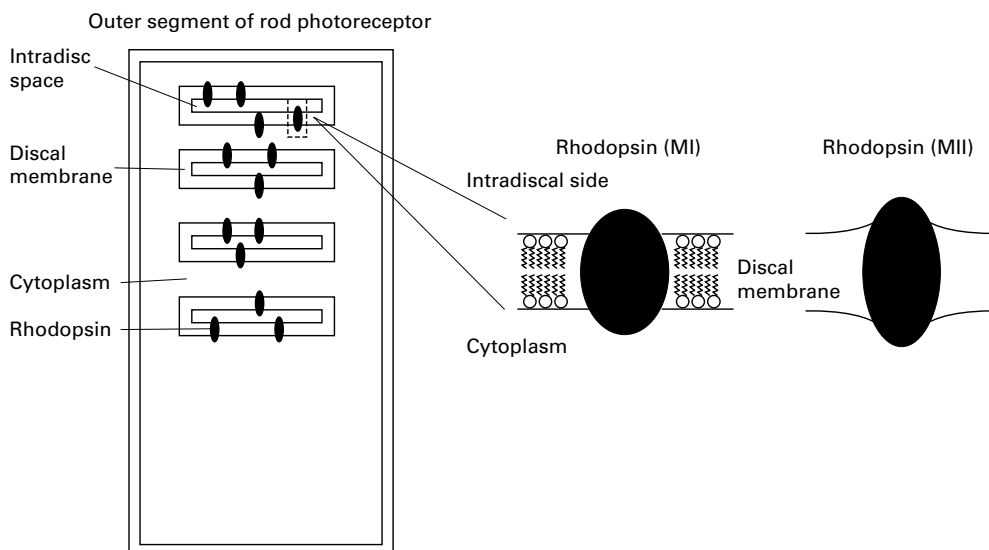 Outer segment of rod photoreceptor
Intradisc
space
Discal
membrane
Cytoplasm
Rhodopsin
Rhodopsin (MI)
Rhodopsin (MII)
Intradiscal side
Discal
membrane
Cytoplasm